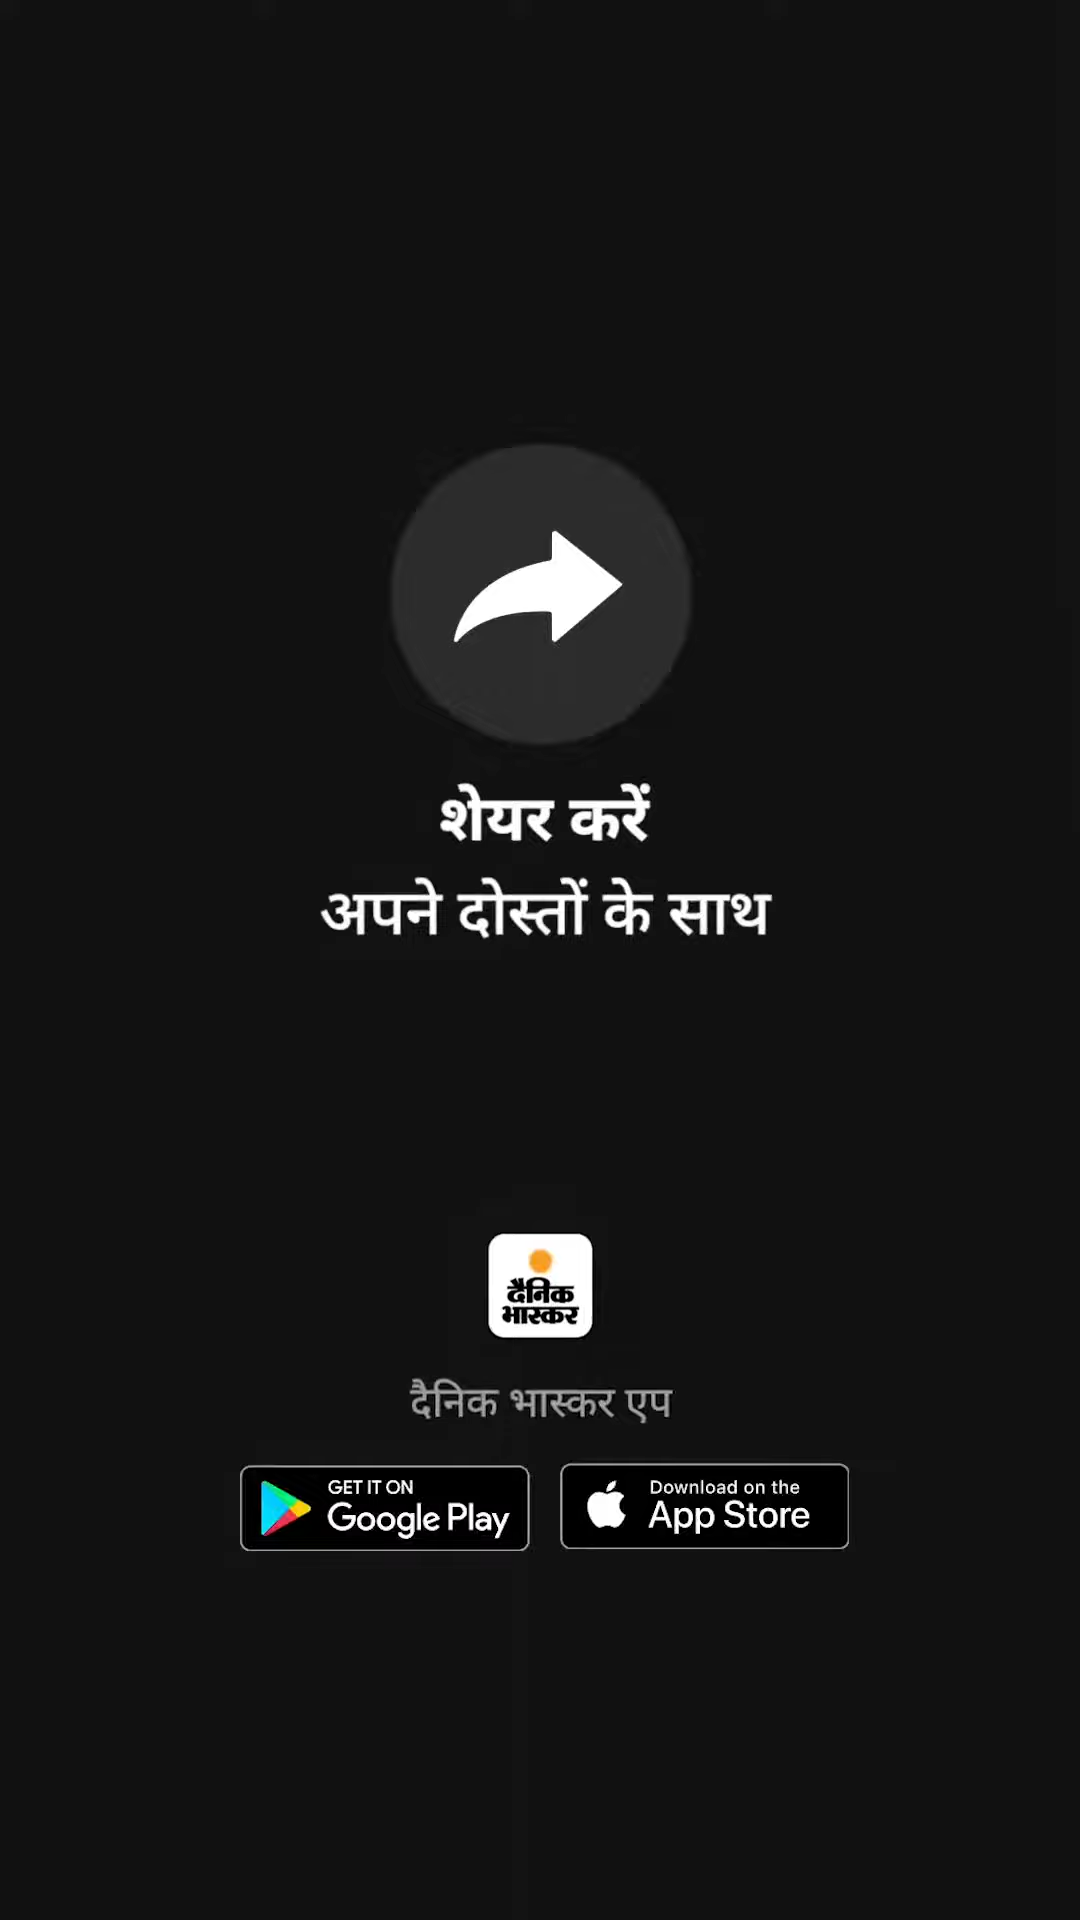 शेयर करें
अपने दोस्तों के साथ
दैनिक
भास्कर
दैनिक भास्कर एप
GET IT ON
Google Play
Download on the
App Store